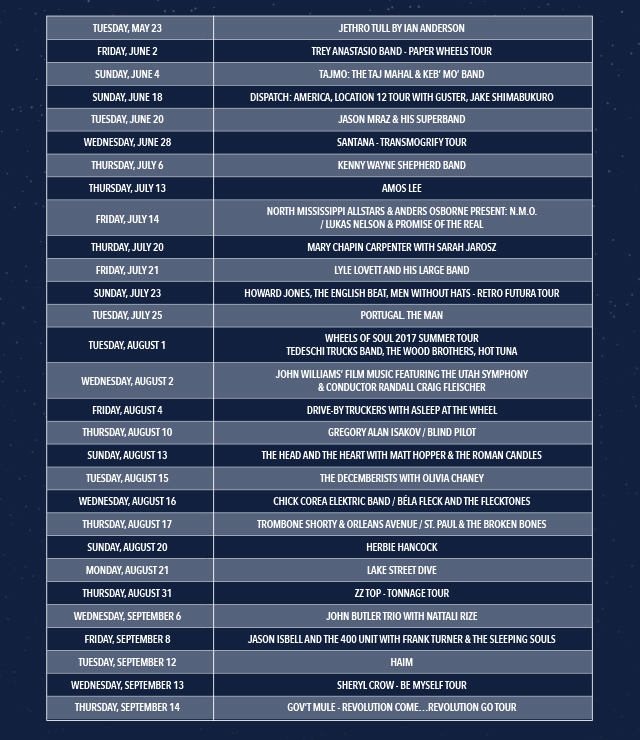 TUESDAY, MAY 23 JETHRO TULL BY IAN ANDERSON
FRIDAY, JUNE 2 TREY ANASTASIO BAND - PAPER WHEELS TOUR
SUNDAY, JUNE 4 TAJMO: THE TAJ MAHAL & KEB' MO' BAND
SUNDAY, JUNE 18 DISPATCH: AMERICA, LOCATION 12 TOUR WITH GUSTER, JAKE SHIMABUKURO
TUESDAY, JUNE 20 JASON MRAZ & HIS SUPERBAND
WEDNESDAY, JUNE 28 SANTANA - TRANSMOGRIFY TOUR
THURSDAY, JULY 6 KENNY WAYNE SHEPHERD BAND
THURSDAY, JULY 13 AMOS LEE
FRIDAY, JULY 14 NORTH MISSISSIPPI ALLSTARS & ANDERS OSBORNE PRESENT: N.M.O.
/ LUKAS NELSON & PROMISE OF THE REAL
THURDAY, JULY 20 MARY CHAPIN CARPENTER WITH SARAH JAROSZ
FRIDAY, JULY 21 LYLE LOVETT AND HIS LARGE BAND
SUNDAY, JULY 23 HOWARD JONES, THE ENGLISH BEAT, MEN WITHOUT HATS - RETRO FUTURA TOUR
TUESDAY, JULY 25 PORTUGAL. THE MAN
TUESDAY, AUGUST 1 WHEELS OF SOUL 2017 SUMMER TOUR
TEDESCHI TRUCKS BAND, THE WOOD BROTHERS, HOT TUNA
WEDNESDAY, AUGUST 2 JOHN WILLIAMS' FILM MUSIC FEATURING THE UTAH SYMPHONY
& CONDUCTOR RANDALL CRAIG FLEISCHER
FRIDAY, AUGUST 4 DRIVE-BY TRUCKERS WITH ASLEEP AT THE WHEEL
THURSDAY, AUGUST 10 GREGORY ALAN ISAKOV / BLIND PILOT
SUNDAY, AUGUST 13 THE HEAD AND THE HEART WITH MATT HOPPER & THE ROMAN CANDLES
TUESDAY, AUGUST 15 THE DECEMBERISTS WITH OLIVIA CHANEY
WEDNESDAY, AUGUST 16 CHICK COREA ELEKTRIC BAND / BÉLA FLECK AND THE FLECKTONES
THURSDAY, AUGUST 17 TROMBONE SHORTY & ORLEANS AVENUE / ST. PAUL & THE BROKEN BONES
SUNDAY, AUGUST 20 HERBIE HANCOCK
MONDAY, AUGUST 21 LAKE STREET DIVE
THURSDAY, AUGUST 31 ZZ TOP - TONNAGE TOUR
WEDNESDAY, SEPTEMBER 6 JOHN BUTLER TRIO WITH NATTALI RIZE
FRIDAY, SEPTEMBER 8 JASON ISBELL AND THE 400 UNIT WITH FRANK TURNER & THE SLEEPING SOULS
TUESDAY, SEPTEMBER 12 HAIM
WEDNESDAY, SEPTEMBER 13 SHERYL CROW - BE MYSELF TOUR
THURSDAY, SEPTEMBER 14 GOV'T MULE - REVOLUTION COME...REVOLUTION GO TOUR